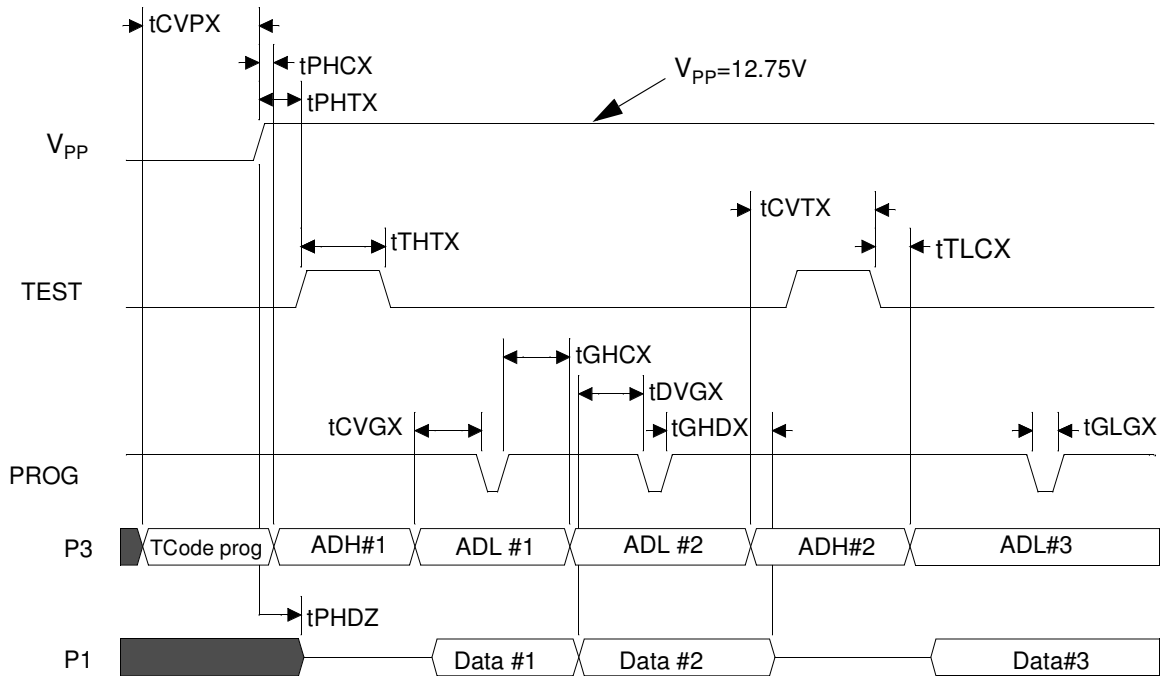 tCVPX
tPHCX
tPHTX
VPP=12.75V
VPP
tCVTX
tTHTX
tTLCX
TEST
tGHCX
tDVGX
tCVGX
tGHDX
tGLGX
PROG
P3
TCode prog
ADH#1
ADL #1
ADL #2
ADH#2
ADL#3
tPHDZ
P1
Data #1
Data #2
Data#3